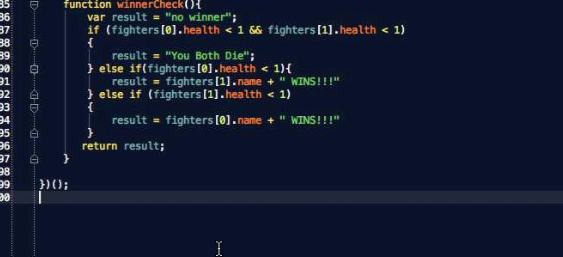 85 function winnerCheck(){
86 var result = "no winner";
87 if (fighters[0].health < 1 && fighters[1].health < 1)
88 {
89 result = "You Both Die";
90 } else if(fighters[0].health < 1){
91 result = fighters[1].name + " WINS!!!"
92 } else if (fighters[1].health < 1)
93 {
94 result = fighters[0].name + " WINS!!!"
95 }
96 return result;
97 }
98
99 })();
00